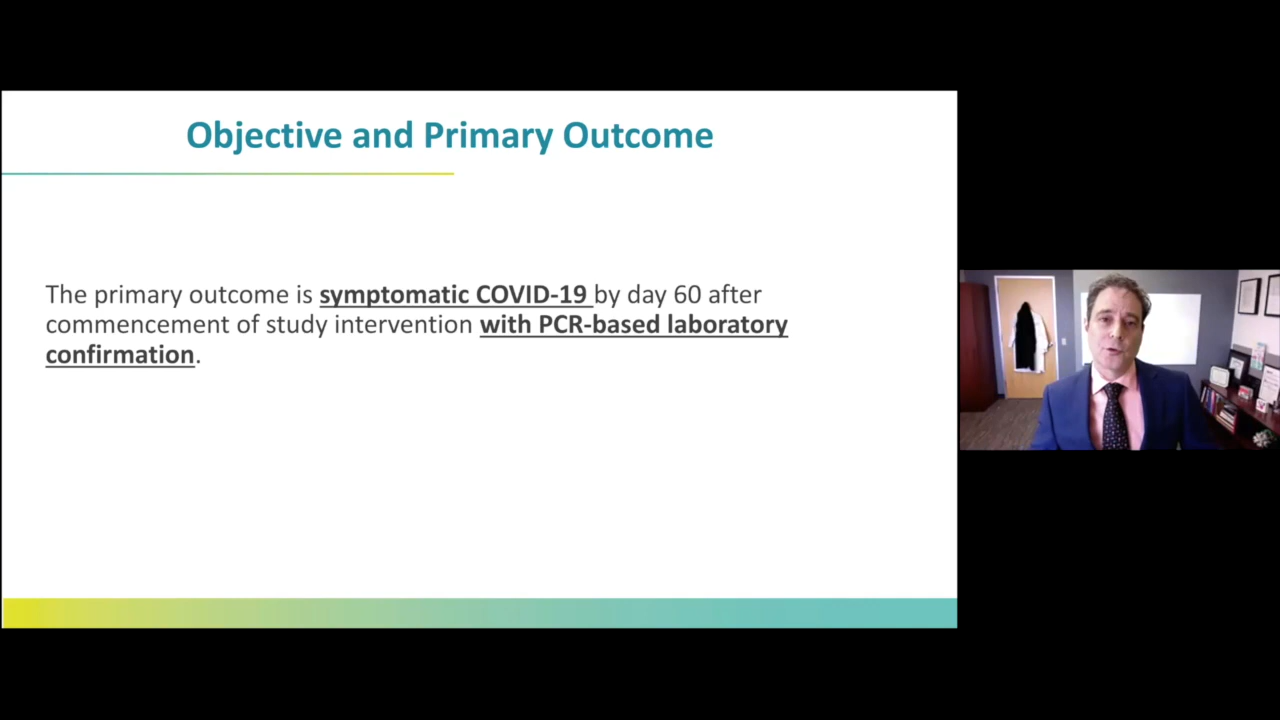 Objective and Primary Outcome
The primary outcome is symptomatic COVID-19 by day 60 after
commencement of study intervention with PCR-based laboratory
confirmation.